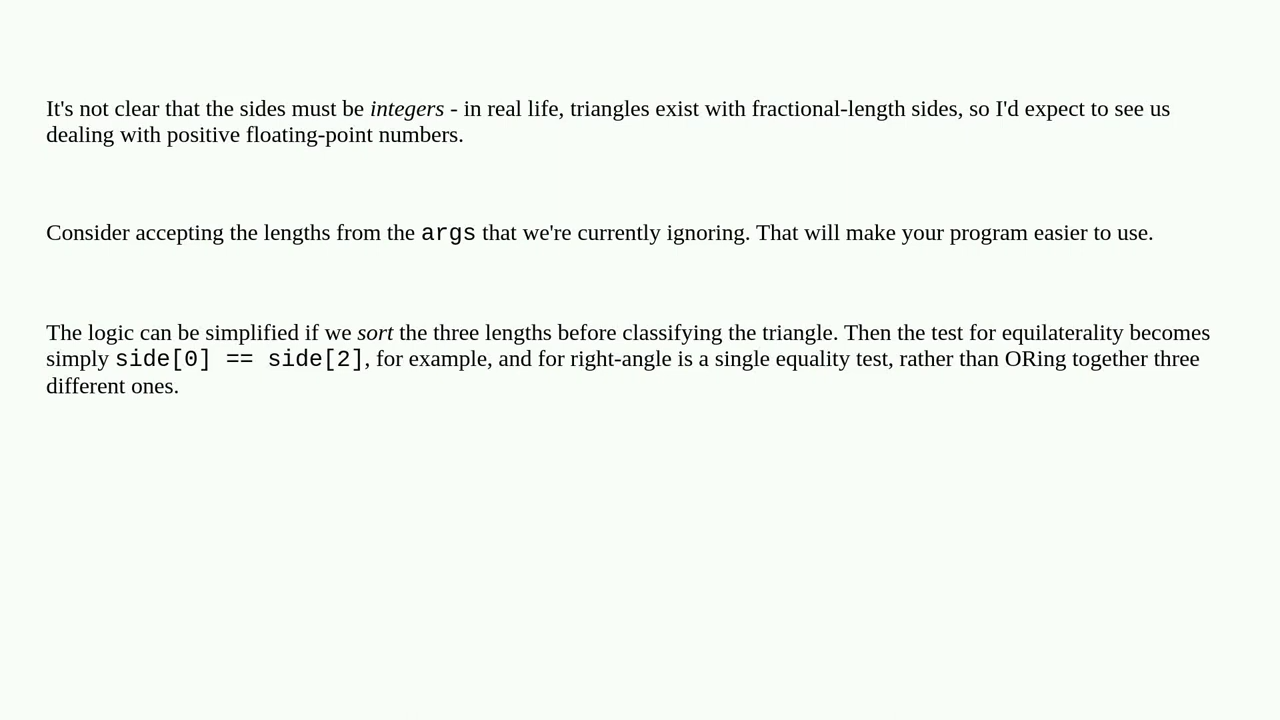 It's not clear that the sides must be integers - in real life, triangles exist with fractional-length sides, so I'd expect to see us
dealing with positive floating-point numbers.
Consider accepting the lengths from the args that we're currently ignoring. That will make your program easier to use.
The logic can be simplified if we sort the three lengths before classifying the triangle. Then the test for equilaterality becomes
simply side[0] == side[2], for example, and for right-angle is a single equality test, rather than ORing together three
different ones.